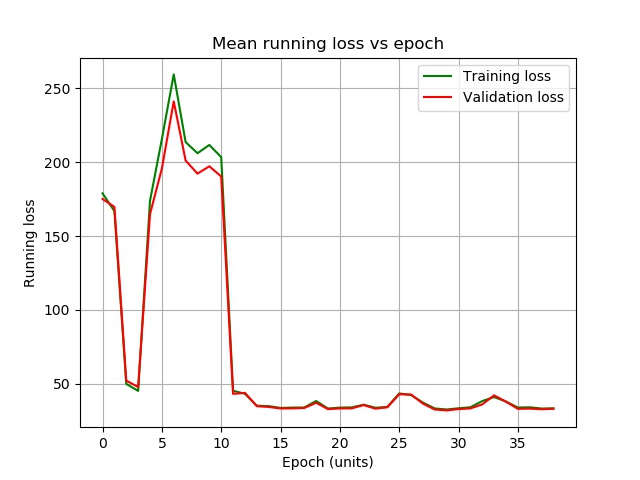 Mean running loss vs epoch
Training loss
Validation loss
250
200
150
100
50
Running loss
0 5 10 15 20 25 30 35
Epoch (units)